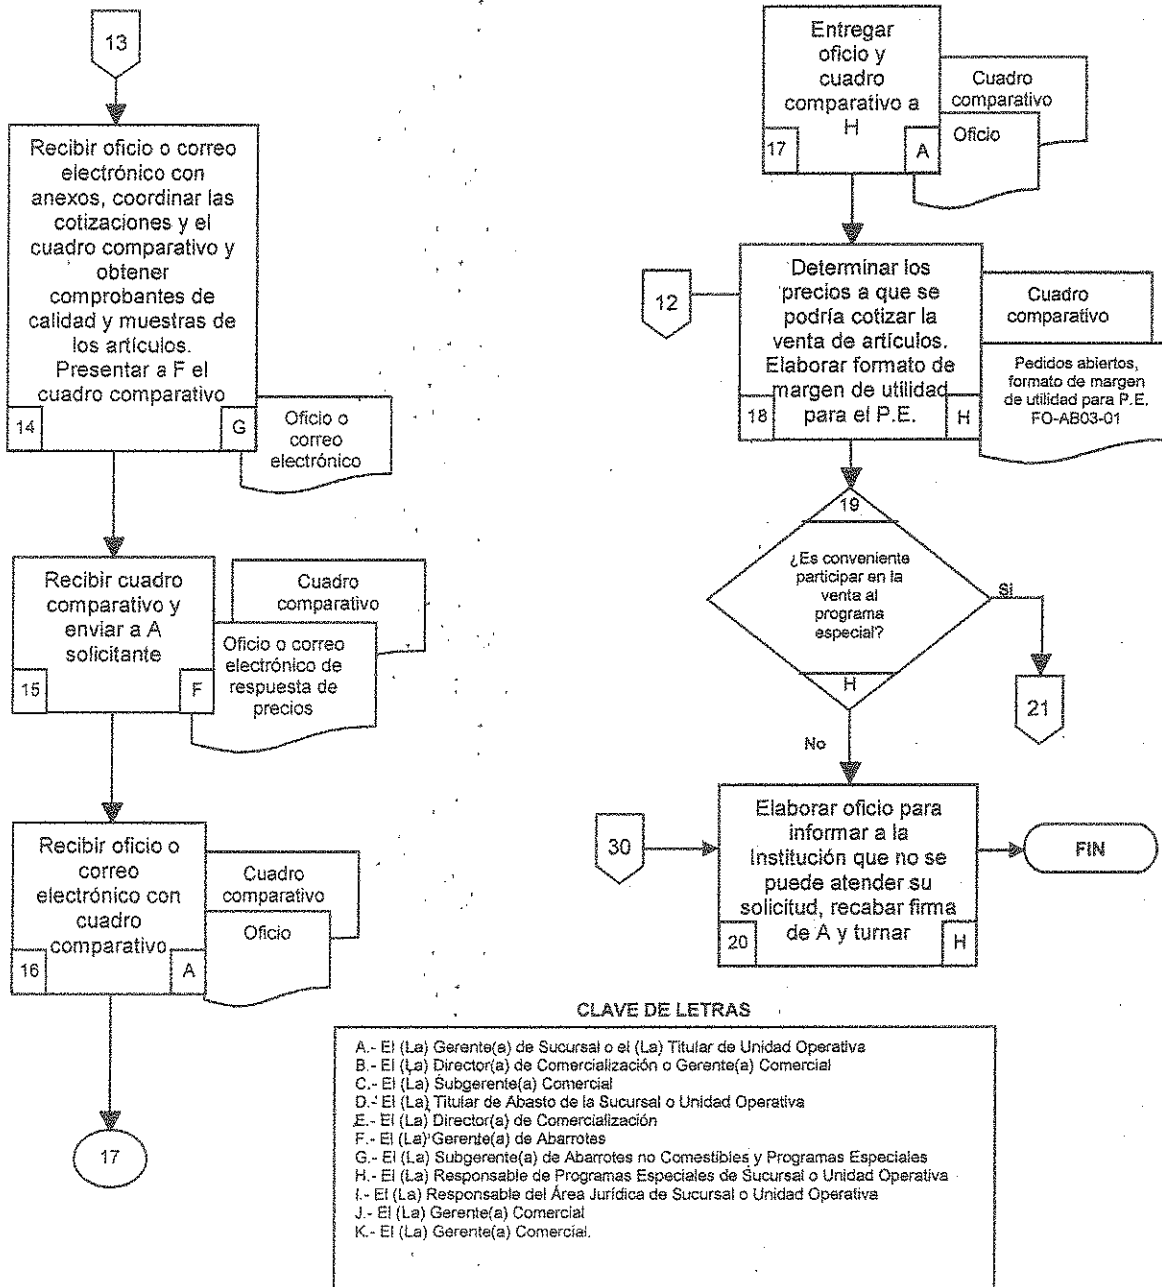 13
Recibir oficio o correo
electrónico con
anexos, coordinar las
cotizaciones y el
cuadro comparativo y
obtener
comprobantes de
calidad y muestras de
los artículos.
Presentar a F el
cuadro comparativo
14
G
Oficio o
correo
electrónico
Recibir cuadro
comparativo y
enviar a A
solicitante
15
F
Cuadro
comparativo
Oficio o correo
electrónico de
respuesta de
precios
Recibir oficio o
correo
electrónico con
cuadro
comparativo
16
A
Cuadro
comparativo
Oficio
17
Entregar
oficio y
cuadro
comparativo a
H
17
A
Cuadro
comparativo
Oficio
12
Determinar los
precios a que se
podría cotizar la
venta de artículos.
Elaborar formato de
margen de utilidad
para el P.E.
18
H
Cuadro
comparativo
Pedidos abiertos,
formato de margen
de utilidad para P.E.
FO-AB03-01
19
¿Es conveniente
participar en la
venta al
programa
especial?
H
Si
21
No
30
Elaborar oficio para
informar a la
Institución que no se
puede atender su
solicitud, recabar firma
de A y turnar
20
H
FIN
CLAVE DE LETRAS
A.- El (La) Gerente(a) de Sucursal o el (La) Titular de Unidad Operativa
B.- El (La) Director(a) de Comercialización o Gerente(a) Comercial
C.- El (La) Subgerente(a) Comercial
D.- El (La) Titular de Abasto de la Sucursal o Unidad Operativa
E.- El (La) Director(a) de Comercialización
F.- El (La) Gerente(a) de Abarrotes
G.- El (La) Subgerente(a) de Abarrotes no Comestibles y Programas Especiales
H.- El (La) Responsable de Programas Especiales de Sucursal o Unidad Operativa
I.- El (La) Responsable del Área Jurídica de Sucursal o Unidad Operativa
J.- El (La) Gerente(a) Comercial
K.- El (La) Gerente(a) Comercial.